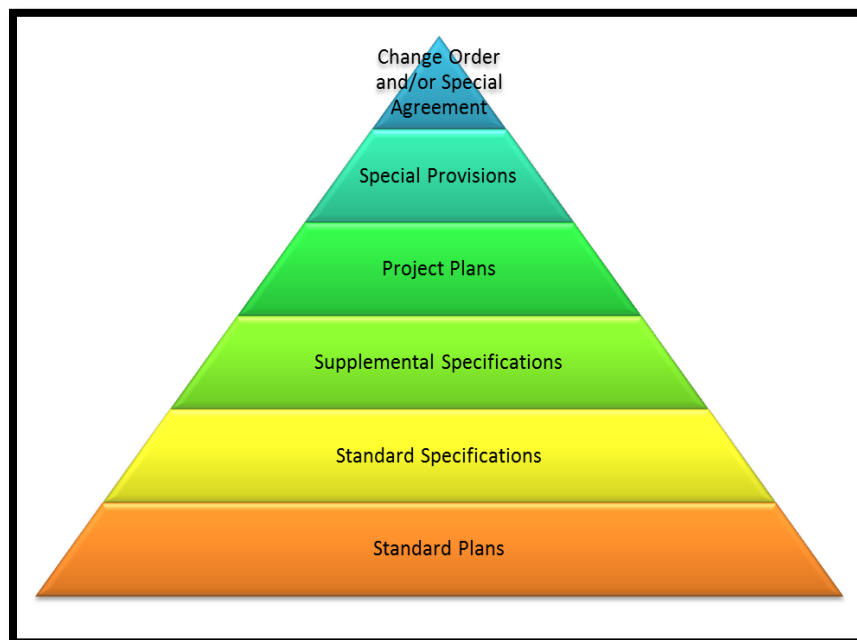 Change Order
and/or Special
Agreement
Special Provisions
Project Plans
Supplemental Specifications
Standard Specifications
Standard Plans